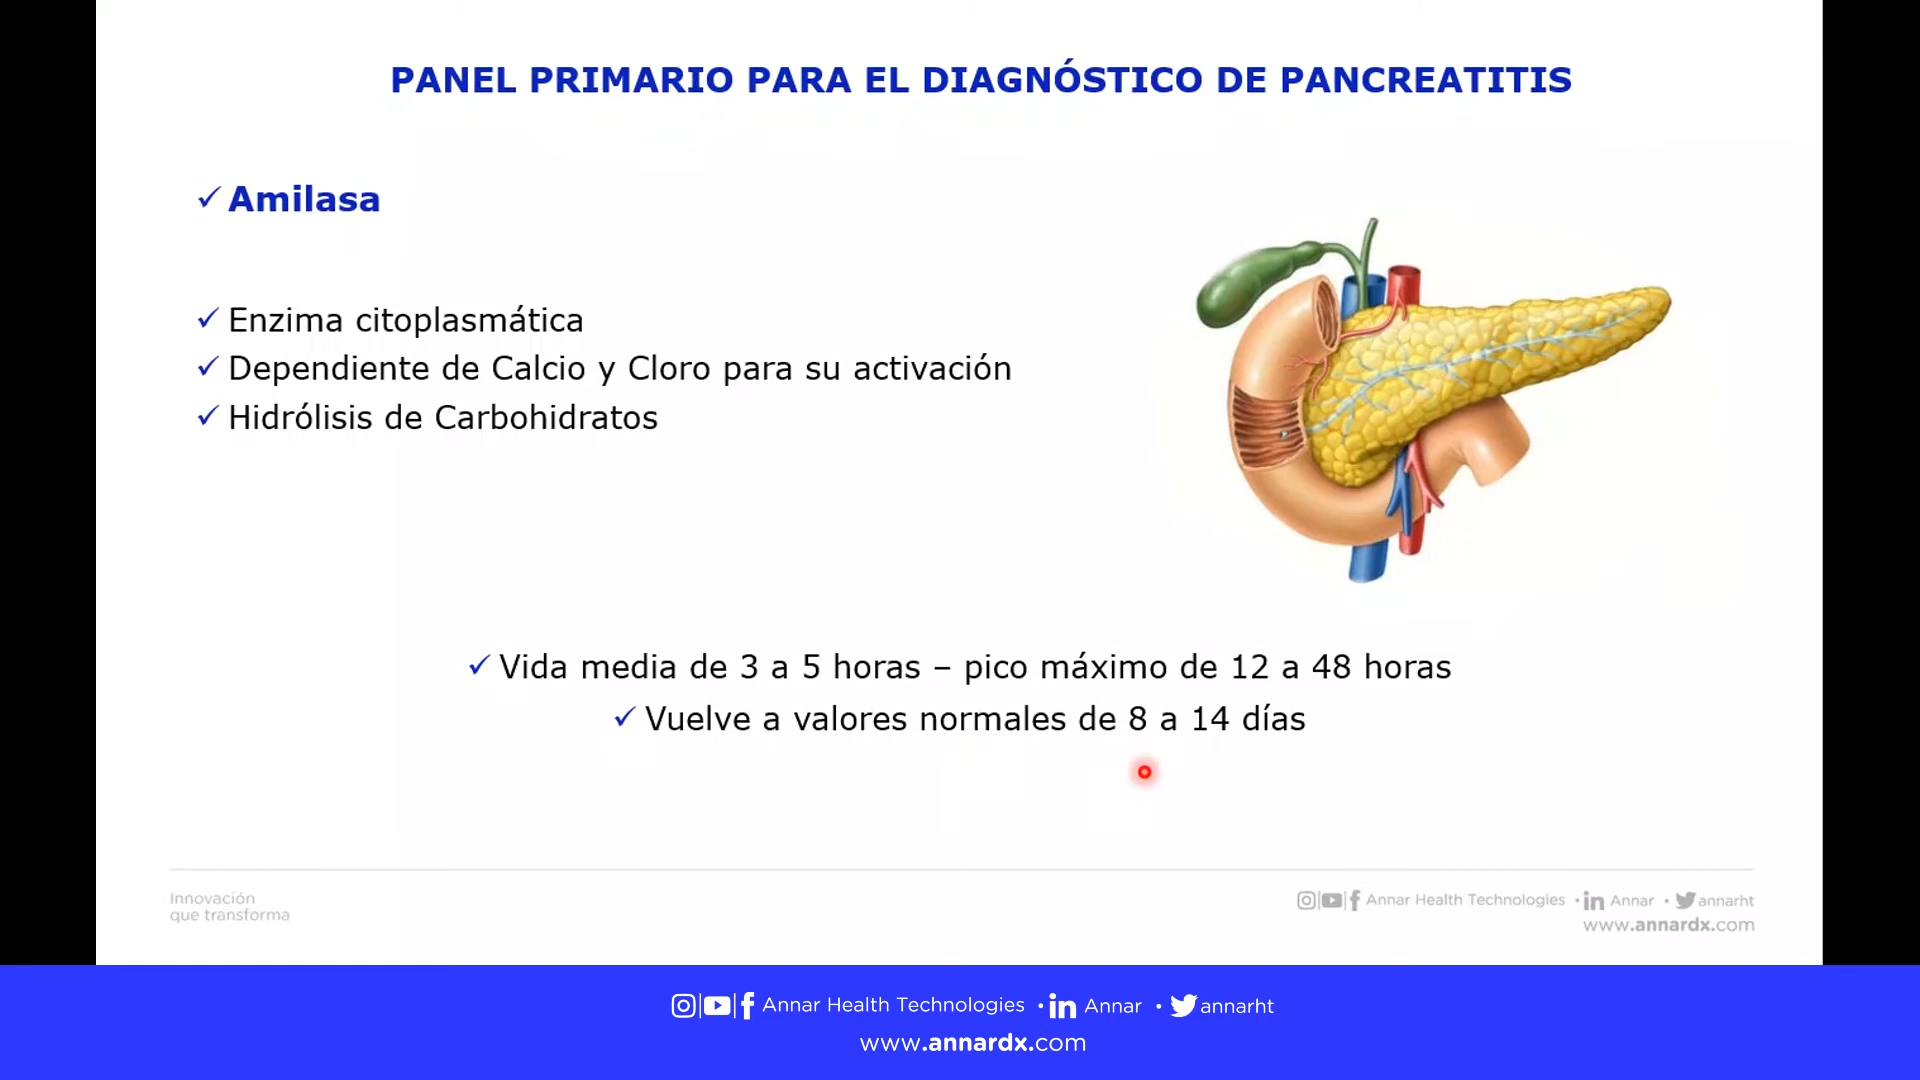 PANEL PRIMARIO PARA EL DIAGNÓSTICO DE PANCREATITIS
✓ Amilasa
✓ Enzima citoplasmática
✓ Dependiente de Calcio y Cloro para su activación
✓ Hidrólisis de Carbohidratos
✓ Vida media de 3 a 5 horas – pico máximo de 12 a 48 horas
✓ Vuelve a valores normales de 8 a 14 días
Innovación
que transforma
Annar Health Technologies • in Annar • annarht
www.annardx.com
Annar Health Technologies • in Annar • annarht
www.annardx.com